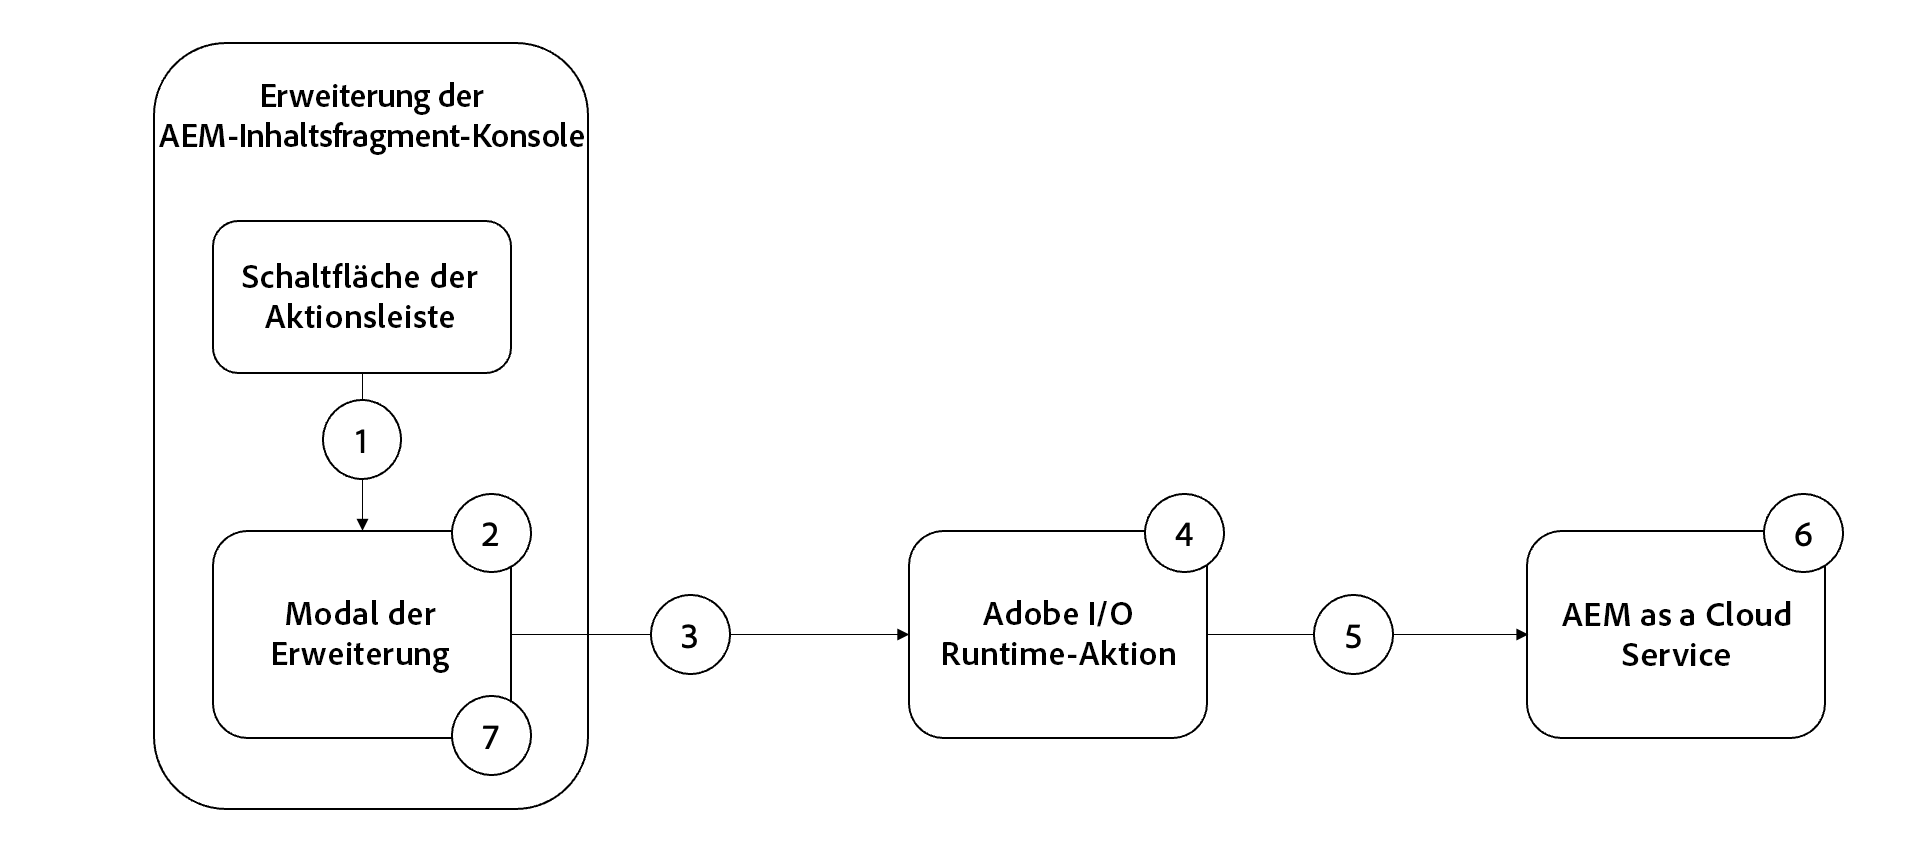 Erweiterung der
AEM-Inhaltsfragment-Konsole
Schaltfläche der
Aktionsleiste
1
2
Modal der
Erweiterung
7
3
4
Adobe I/O
Runtime-Aktion
5
6
AEM as a Cloud
Service